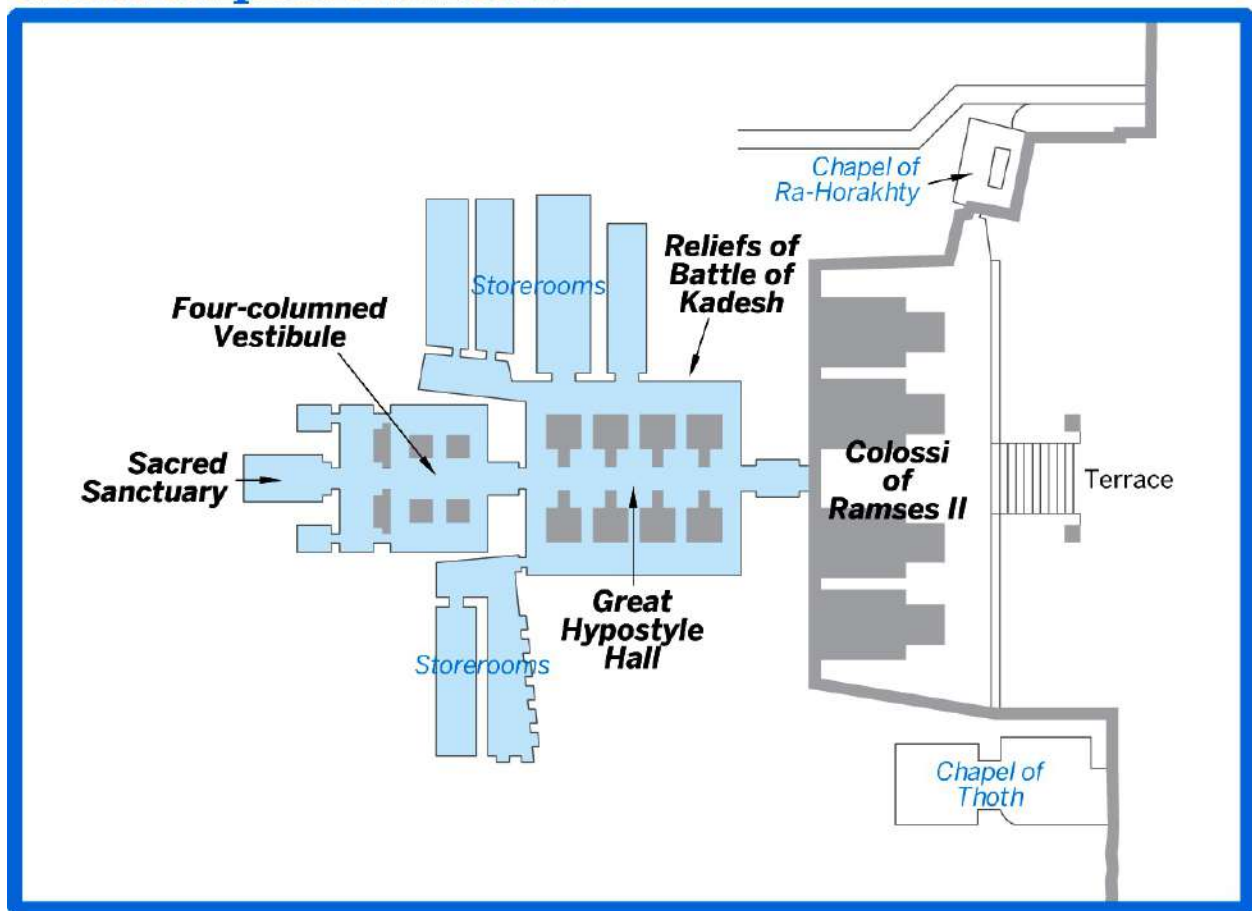 Chapel of
Ra-Horakhty
Reliefs of
Battle of
Kadesh
Storerooms
Four-columned
Vestibule
Sacred
Sanctuary
Colossi
of
Ramses II
Terrace
Great
Hypostyle
Hall
Storerooms
Chapel of
Thoth